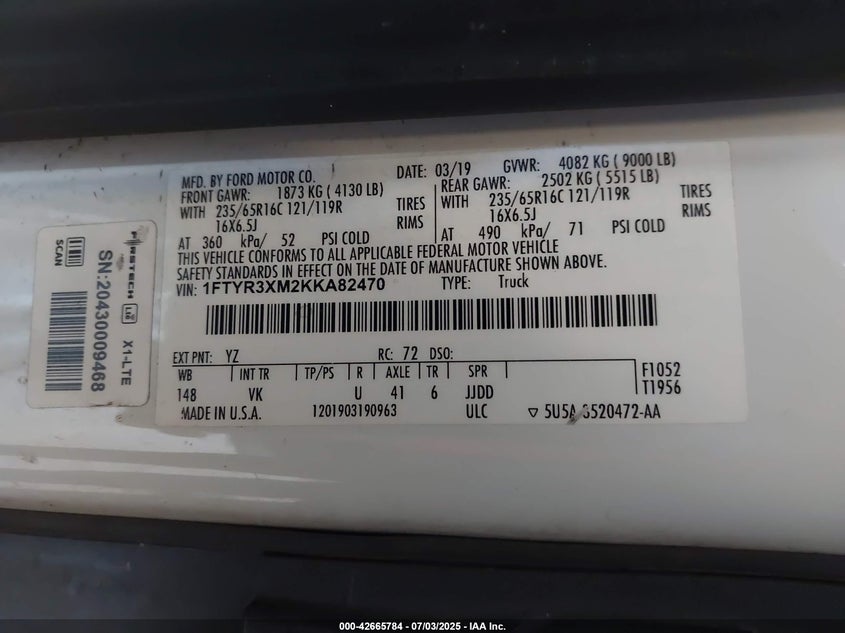 MFD. BY FORD MOTOR CO.
DATE: 03/19 GVWR: 4082 KG ( 9000 LB)
FRONT GAWR: 1873 KG ( 4130 LB) REAR GAWR: 2502 KG ( 5515 LB)
WITH 235/65R16C 121/119R TIRES WITH 235/65R16C 121/119R TIRES
16X6.5J RIMS 16X6.5J RIMS
AT 360 kPa/ 52 PSI COLD AT 490 kPa/ 71 PSI COLD
THIS VEHICLE CONFORMS TO ALL APPLICABLE FEDERAL MOTOR VEHICLE
SAFETY STANDARDS IN EFFECT ON THE DATE OF MANUFACTURE SHOWN ABOVE.
VIN: 1FTYR3XM2KKA82470 TYPE: Truck
EXT PNT: YZ RC: 72 DSO:
WB INT TR TP/PS R AXLE TR SPR F1052
148 VK U 41 6 JJDD T1956
MADE IN U.S.A. 1201903190963 ULC ▽ 5U5A 3520472-AA
SCAN
FIRSTECH
X1-LTE
SN:20430009468
000-42665784 - 07/03/2025 - IAA Inc.